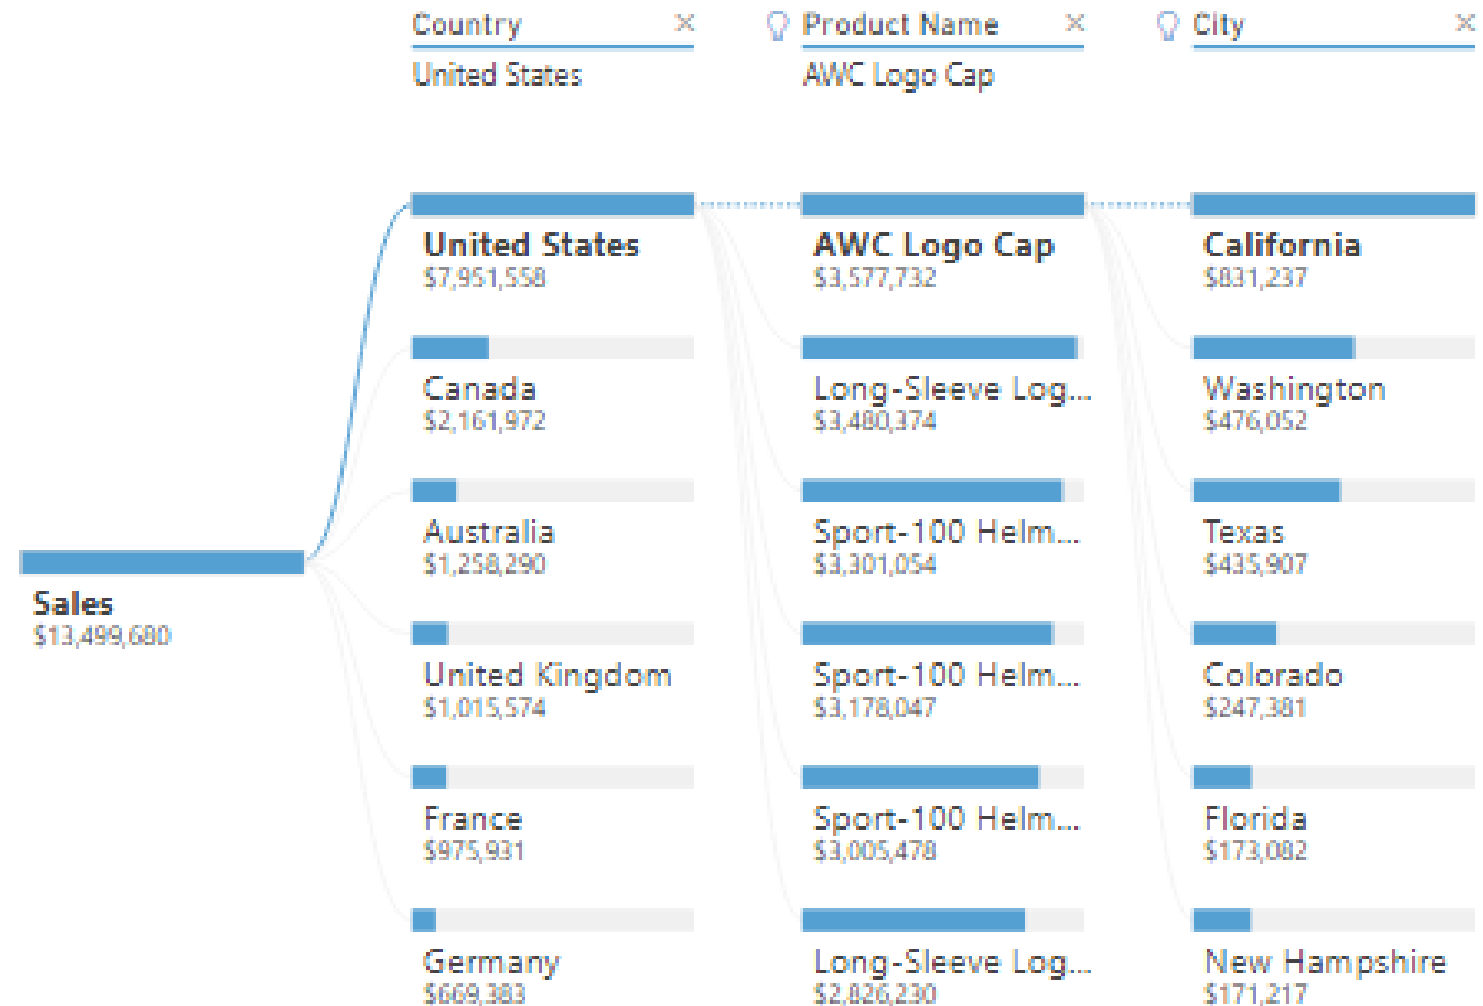 Country
Product Name
City
United States
AWC Logo Cap
United States
$7,951,558
AWC Logo Cap
$3,577,732
California
$831,237
Canada
$2,161,972
Long-Sleeve Log...
$3,480,374
Washington
$476,052
Australia
$1,258,290
Sport-100 Helm...
$3,301,054
Texas
$435,907
Sales
$13,499,680
United Kingdom
$1,015,574
Sport-100 Helm...
$3,178,047
Colorado
$247,381
France
$975,931
Sport-100 Helm...
$3,005,478
Florida
$173,082
Germany
$669,383
Long-Sleeve Log...
$2,826,230
New Hampshire
$171,217